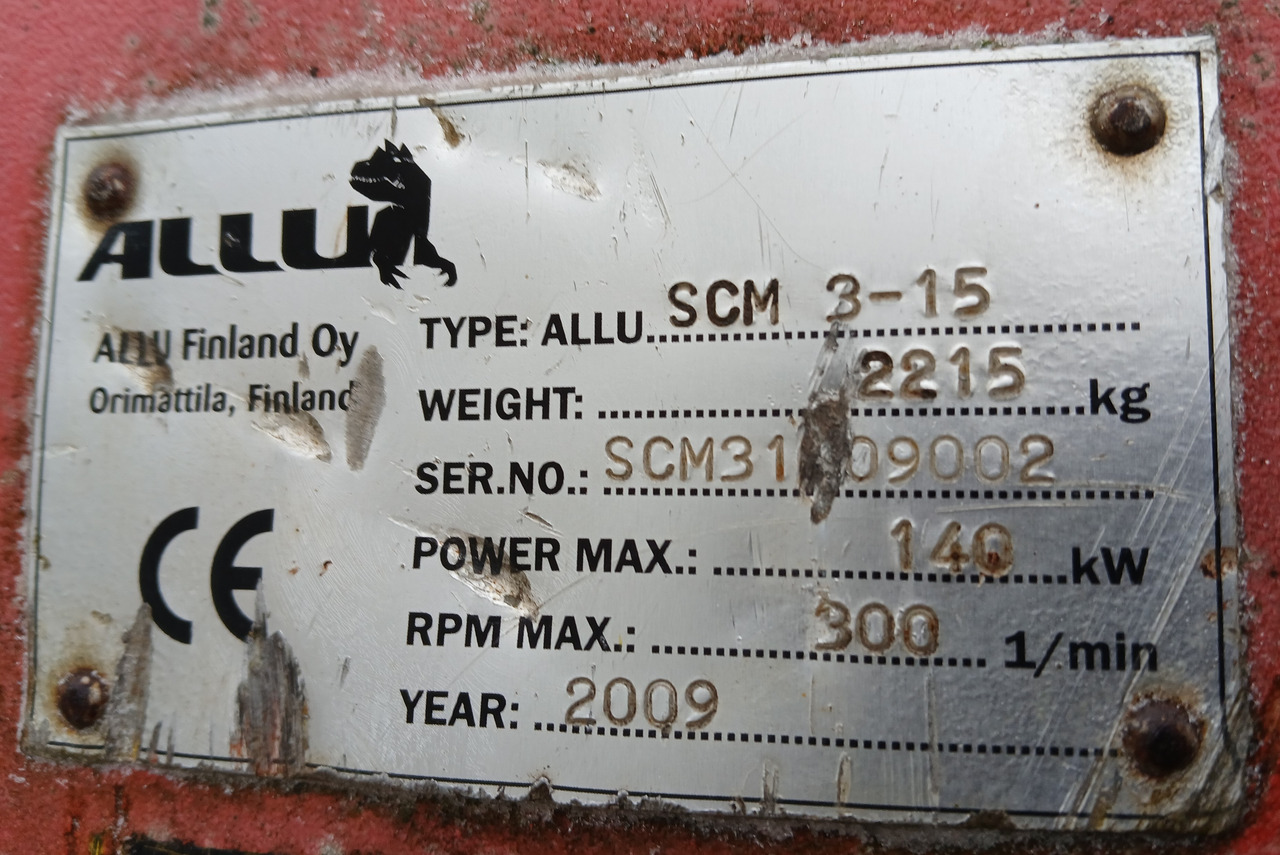 ALLU
ALLU Finland Oy
Orimattila, Finland
CE
TYPE: ALLU SCM 3-15
WEIGHT: 2215 kg
SER.NO.:
POWER MAX.: 140 kW
RPM MAX.: 300 1/min
YEAR: 2009